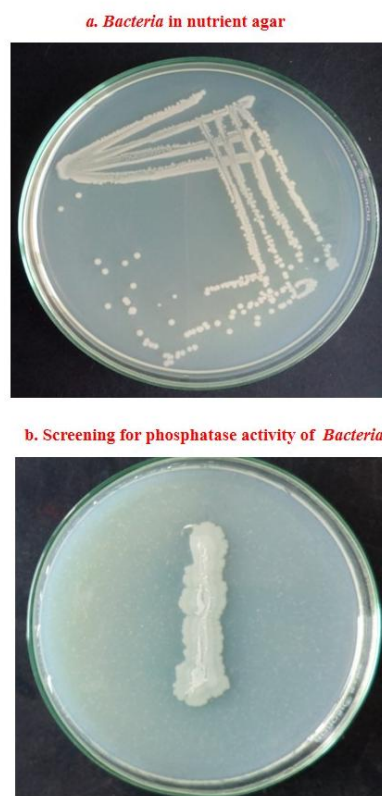 a. Bacteria in nutrient agar
b. Screening for phosphatase activity of Bacteria